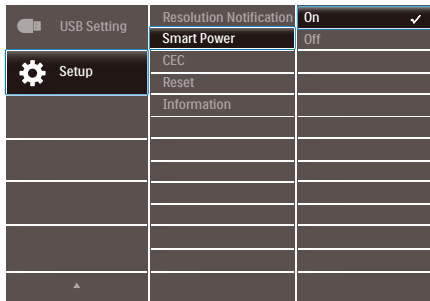 USB Setting
Setup
Resolution Notification
Smart Power
CEC
Reset
Information
On
Off